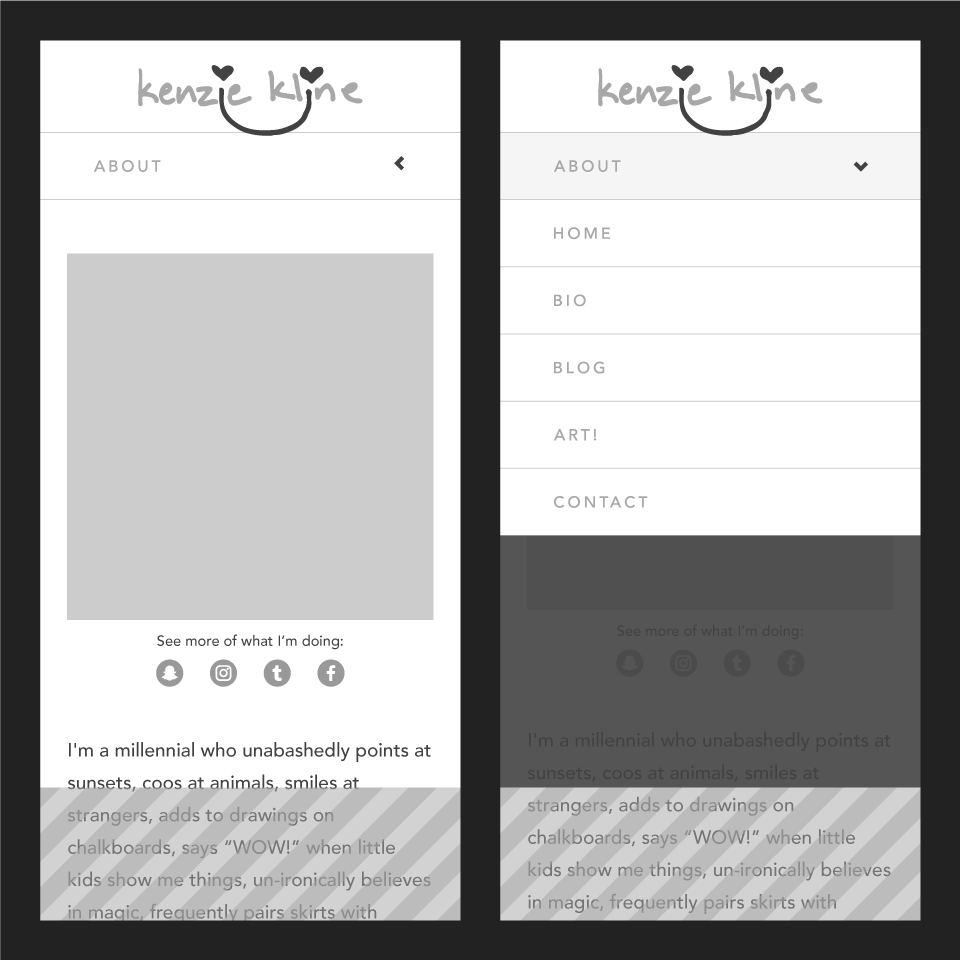 kenzie kline
ABOUT
See more of what I'm doing:
I'm a millennial who unabashedly points at
sunsets, coos at animals, smiles at
strangers, adds to drawings on
chalkboards, says “WOW!” when little
kids show me things, un-ironically believes
in magic, frequently pairs skirts with
kenzie kline
ABOUT
HOME
BIO
BLOG
ART!
CONTACT
See more of what I'm doing:
I'm a millennial who unabashedly points at
sunsets, coos at animals, smiles at
strangers, adds to drawings on
chalkboards, says “WOW!” when little
kids show me things, un-ironically believes
in magic, frequently pairs skirts with